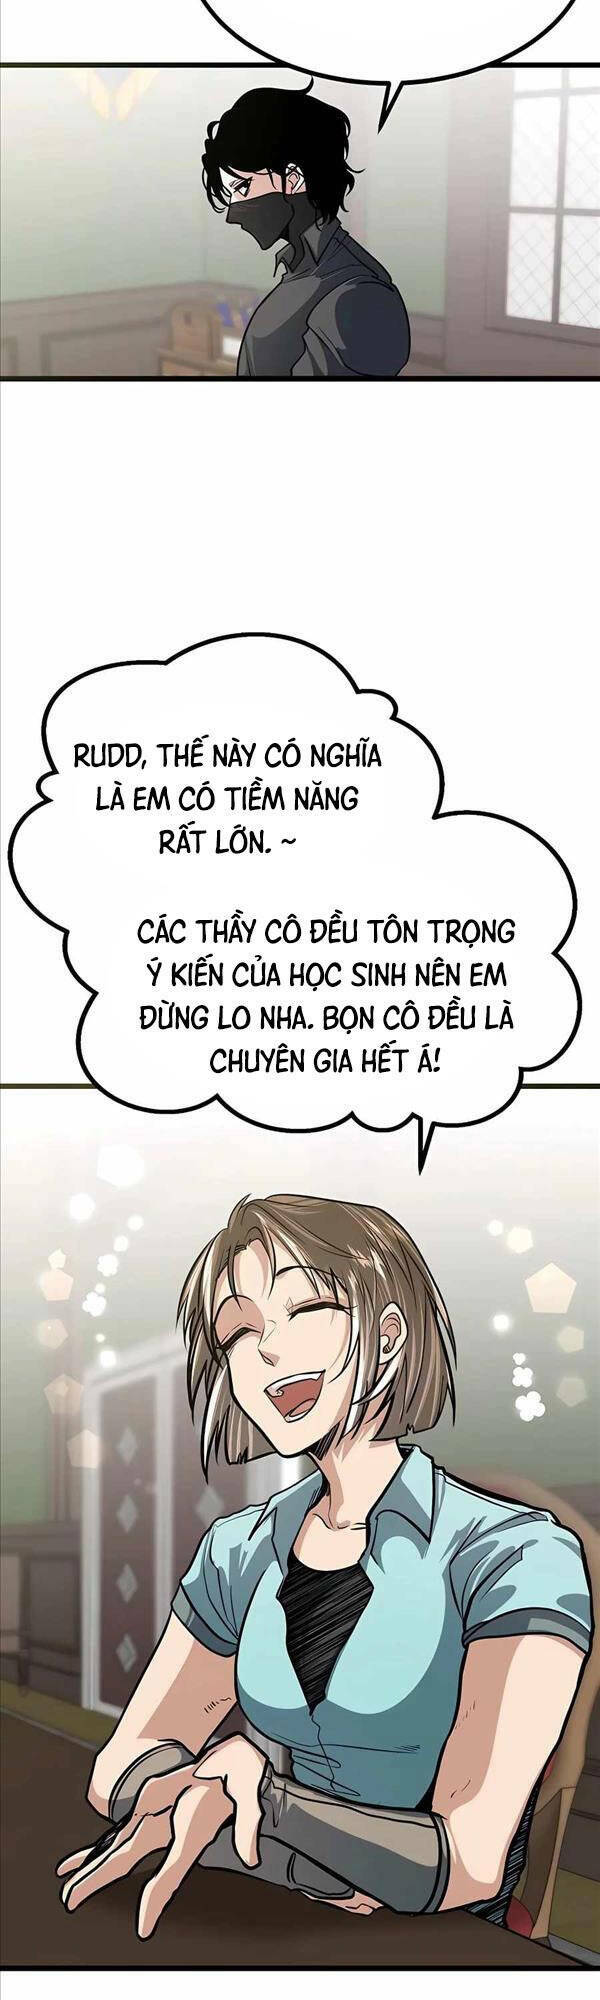 RUDD, THẾ NÀY CÓ NGHĨA
LÀ EM CÓ TIỀM NĂNG
RẤT LỚN. ~
CÁC THẦY CÔ ĐỀU TÔN TRỌNG
Ý KIẾN CỦA HỌC SINH NÊN EM
ĐỪNG LO NHA. BỌN CÔ ĐỀU LÀ
CHUYÊN GIA HẾT Á!